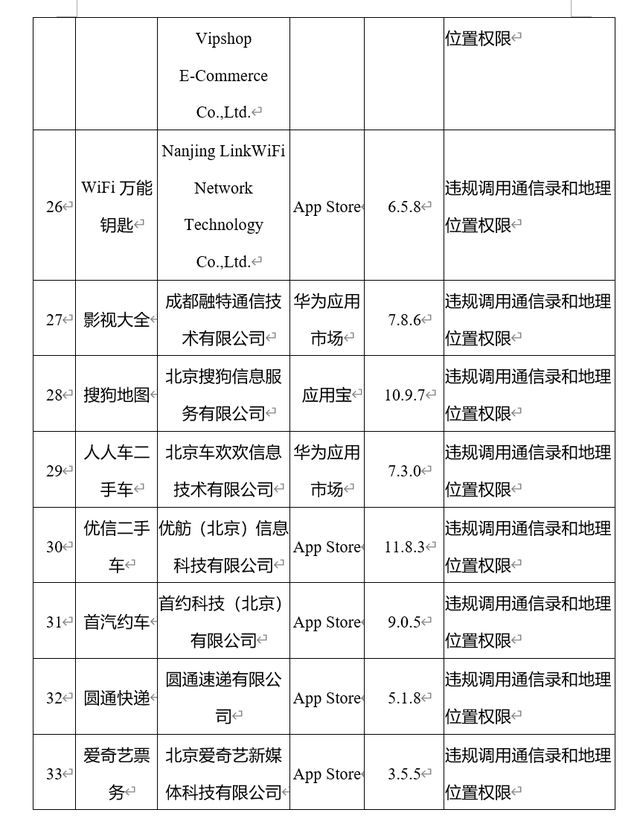 Vipshop
E-Commerce
Co.,Ltd.
位置权限
26
WiFi 万能
钥匙
Nanjing LinkWiFi
Network
Technology
Co.,Ltd.
App Store
6.5.8
违规调用通信录和地理
位置权限
27
影视大全
成都融特通信技
术有限公司
华为应用
市场
7.8.6
违规调用通信录和地理
位置权限
28
搜狗地图
北京搜狗信息服
务有限公司
应用宝
10.9.7
违规调用通信录和地理
位置权限
29
人人车二
手车
北京车欢欢信息
技术有限公司
华为应用
市场
7.3.0
违规调用通信录和地理
位置权限
30
优信二手
车
优舫（北京）信息
科技有限公司
App Store
11.8.3
违规调用通信录和地理
位置权限
31
首汽约车
首约科技（北京）
有限公司
App Store
9.0.5
违规调用通信录和地理
位置权限
32
圆通快递
圆通速递有限公
司
App Store
5.1.8
违规调用通信录和地理
位置权限
33
爱奇艺票
务
北京爱奇艺新媒
体科技有限公司
App Store
3.5.5
违规调用通信录和地理
位置权限